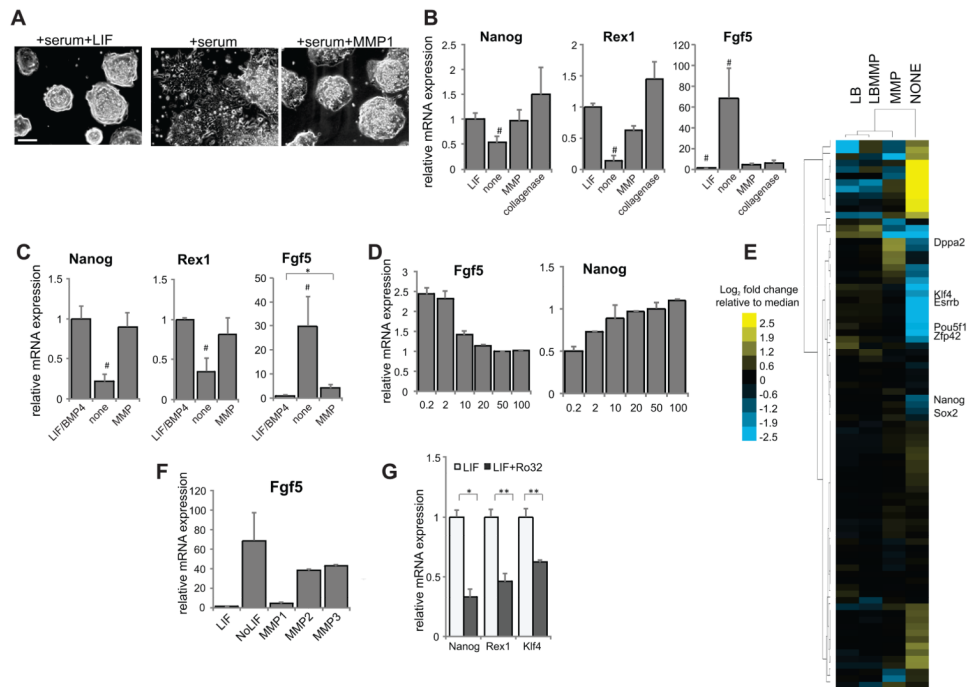 A
+serum+LIF
+serum
+serum+MMP1
B
Nanog
Rex1
Fgf5
relative mRNA expression
2.5
2
1.5
1
0.5
0
2
1.5
1
0.5
0
120
100
80
60
40
20
0
#
#
#
#
LIF
none
MMP
collagenase
LIF
none
MMP
collagenase
LIF
none
MMP
collagenase
LB
LBMMP
MMP
NONE
C
Nanog
Rex1
Fgf5
relative mRNA expression
1.5
1
0.5
0
1.5
1
0.5
0
50
40
30
20
10
0
#
#
#
*
LIF/BMP4
none
MMP
LIF/BMP4
none
MMP
LIF/BMP4
none
MMP
D
Fgf5
Nanog
relative mRNA expression
3
2.5
2
1.5
1
0.5
0
1.5
1
0.5
0
0.2
2
10
20
50
100
0.2
2
10
20
50
100
E
Log2 fold change
relative to median
2.5
1.9
1.2
0.6
0
-0.6
-1.2
-1.9
-2.5
Dppa2
Klf4
Esrrb
Pou5f1
Zfp42
Nanog
Sox2
F
Fgf5
relative mRNA expression
120
100
80
60
40
20
0
LIF
NoLIF
MMP1
MMP2
MMP3
G
LIF
LIF+Ro32
relative mRNA expression
1.5
1
0.5
0
*
**
**
Nanog
Rex1
Klf4